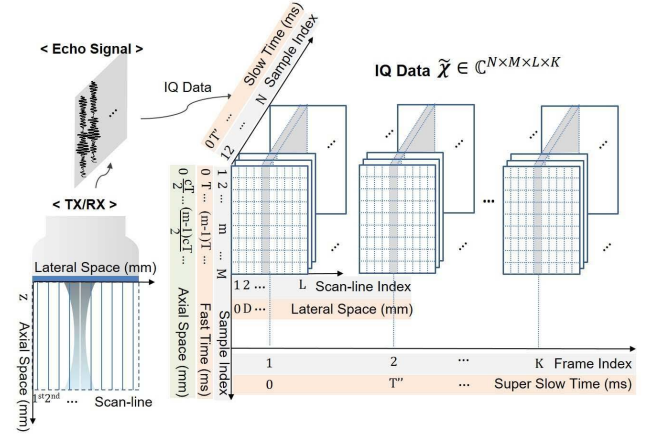 < Echo Signal >
...
IQ Data
Slow Time (ms)
Sample Index
0 T' ...
1 2 ... N
IQ Data 𝜒̃ ∈ ℂ^{N×M×L×K}
...
< TX/RX >
Lateral Space (mm)
Z
Axial Space (mm)
1st 2nd ... Scan-line
0 cT/2 ... (m-1)cT/2 ...
Axial Space (mm)
0 T ... (m-1)T ...
Fast Time (ms)
1 2 ... m ... M
Sample Index
1 2 ... L Scan-line Index
0 D ... Lateral Space (mm)
1 2 ... K Frame Index
0 T'' ... Super Slow Time (ms)